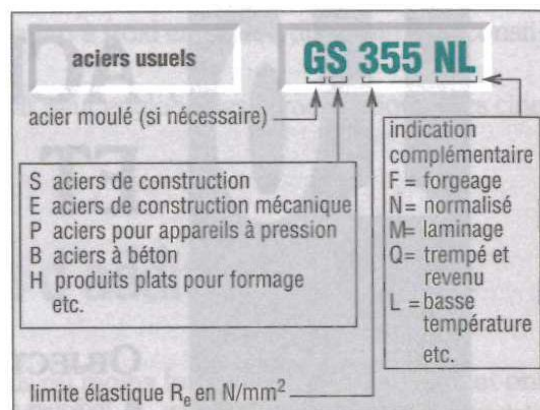 aciers usuels
GS 355 NL
acier moulé (si nécessaire)
S aciers de construction
E aciers de construction mécanique
P aciers pour appareils à pression
B aciers à béton
H produits plats pour formage
etc.
indication
complémentaire
F = forgeage
N = normalisé
M= laminage
Q= trempé et
revenu
L = basse
température
etc.
limite élastique Re en N/mm²